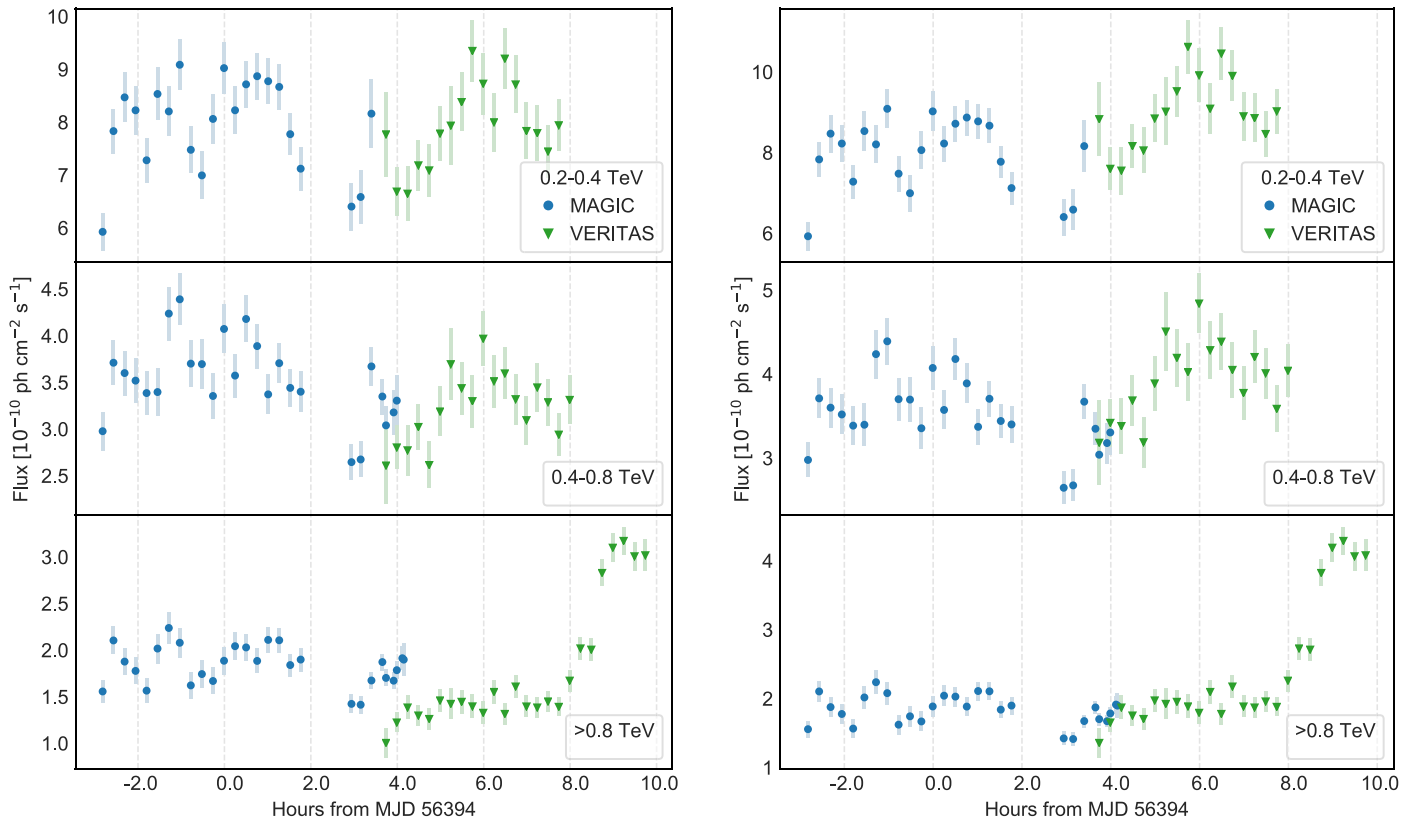 10
9
8
7
6
0.2-0.4 TeV
MAGIC
VERITAS
4.5
4.0
3.5
3.0
2.5
0.4-0.8 TeV
Flux [10⁻¹⁰ ph cm⁻² s⁻¹]
3.0
2.5
2.0
1.5
1.0
>0.8 TeV
-2.0 0.0 2.0 4.0 6.0 8.0 10.0
Hours from MJD 56394
10
8
6
0.2-0.4 TeV
MAGIC
VERITAS
5
4
3
0.4-0.8 TeV
Flux [10⁻¹⁰ ph cm⁻² s⁻¹]
4
3
2
1
>0.8 TeV
-2.0 0.0 2.0 4.0 6.0 8.0 10.0
Hours from MJD 56394